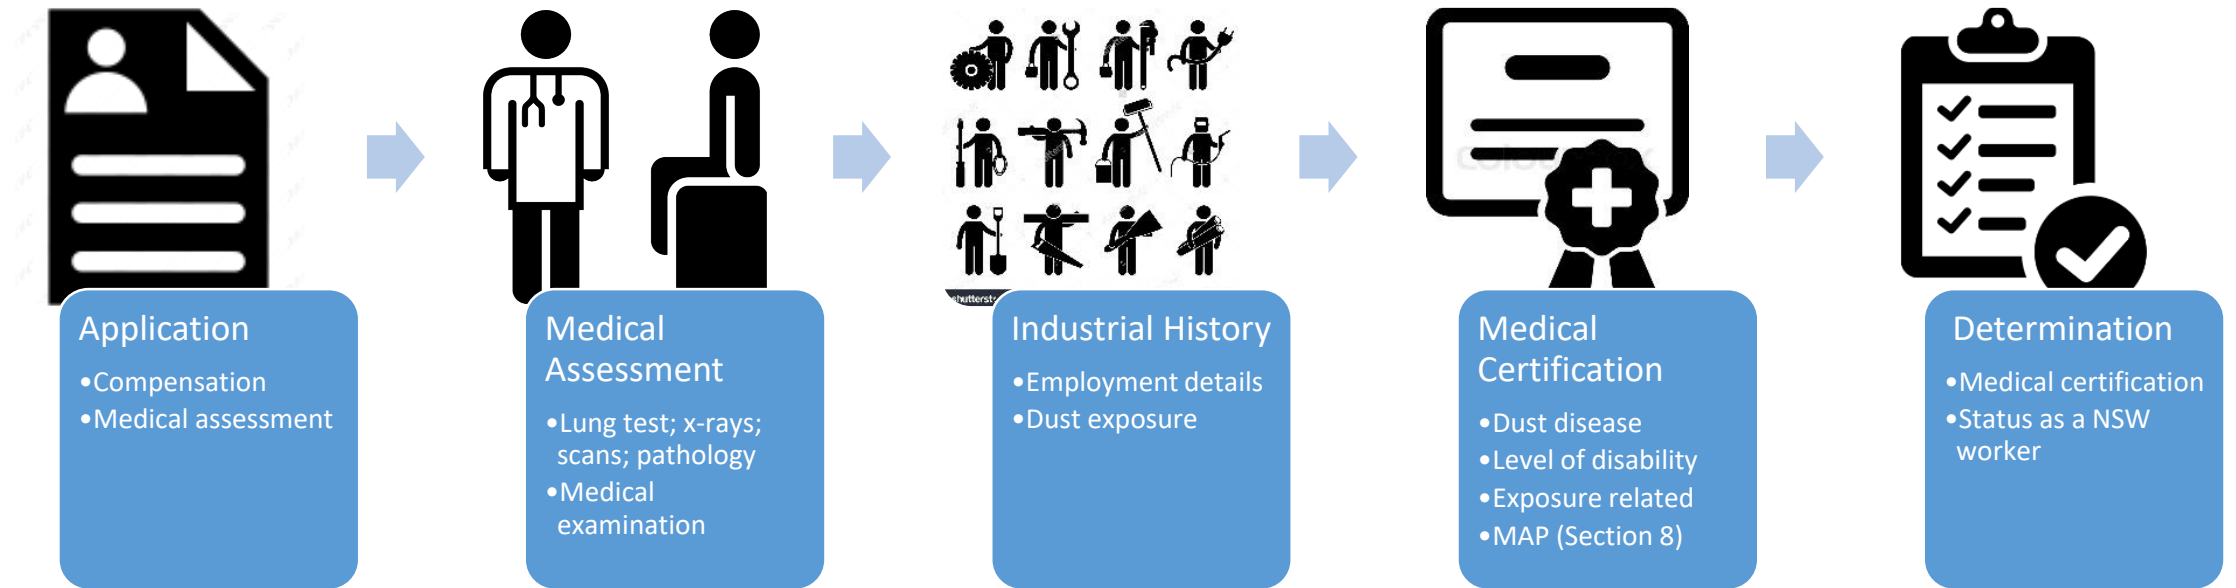 Application
•Compensation
•Medical assessment
Medical
Assessment
•Lung test; x-rays;
scans; pathology
•Medical
examination
Industrial History
•Employment details
•Dust exposure
Medical
Certification
•Dust disease
•Level of disability
•Exposure related
•MAP (Section 8)
Determination
•Medical certification
•Status as a NSW
worker